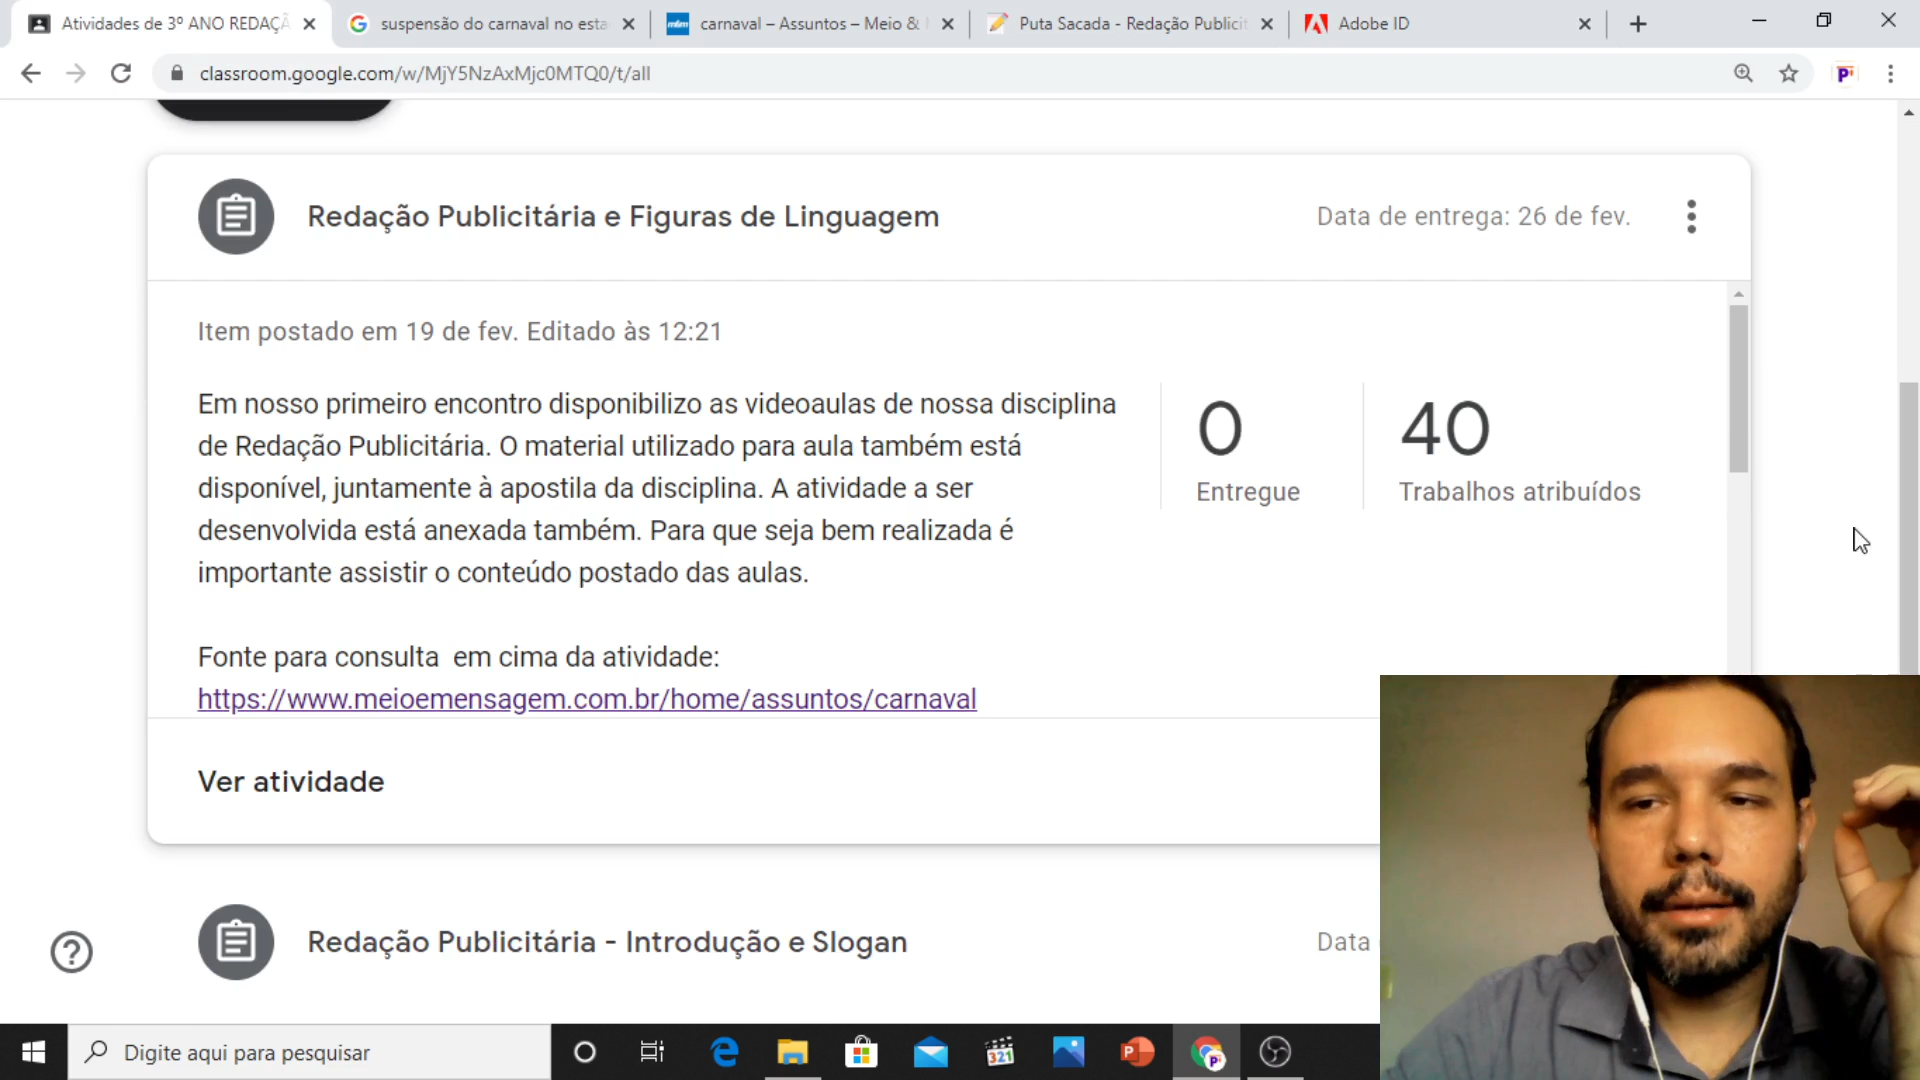 Atividades de 3º ANO REDAÇÃ
suspensão do carnaval no esta
carnaval – Assuntos – Meio &
Puta Sacada - Redação Publicit
Adobe ID
classroom.google.com/w/MjY5NzAxMjc0MTQ0/t/all
Redação Publicitária e Figuras de Linguagem
Data de entrega: 26 de fev.
Item postado em 19 de fev. Editado às 12:21
Em nosso primeiro encontro disponibilizo as videoaulas de nossa disciplina
de Redação Publicitária. O material utilizado para aula também está
disponível, juntamente à apostila da disciplina. A atividade a ser
desenvolvida está anexada também. Para que seja bem realizada é
importante assistir o conteúdo postado das aulas.
0
Entregue
40
Trabalhos atribuídos
Fonte para consulta em cima da atividade:
https://www.meioemensagem.com.br/home/assuntos/carnaval
Ver atividade
Redação Publicitária - Introdução e Slogan
Data
Digite aqui para pesquisar